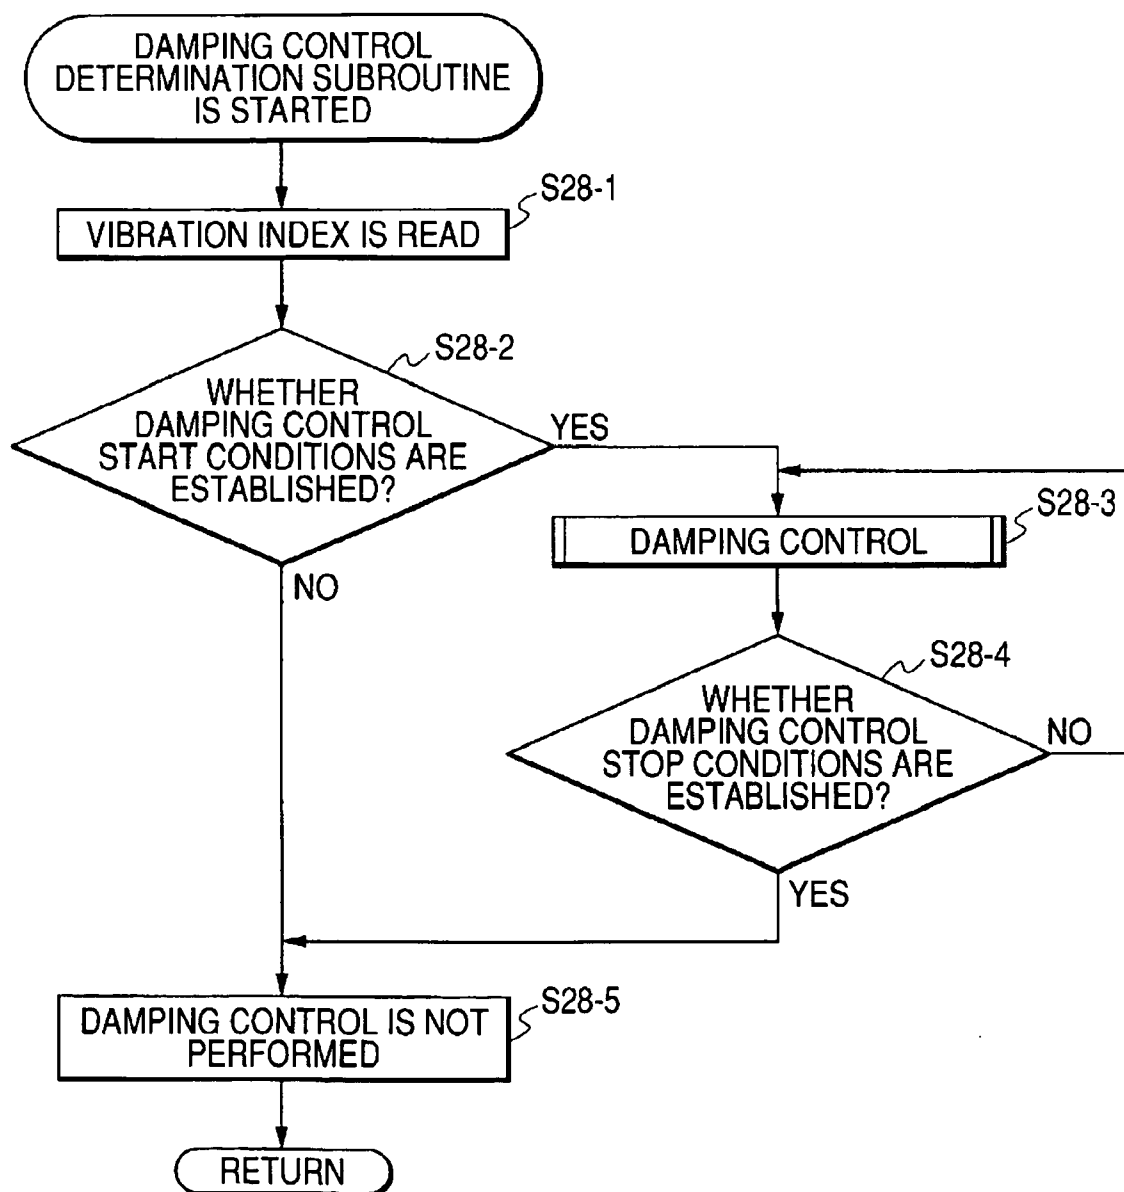 DAMPING CONTROL
DETERMINATION SUBROUTINE
IS STARTED
S28-1
VIBRATION INDEX IS READ
S28-2
WHETHER
DAMPING CONTROL
START CONDITIONS ARE
ESTABLISHED?
YES
NO
S28-3
DAMPING CONTROL
S28-4
WHETHER
DAMPING CONTROL
STOP CONDITIONS ARE
ESTABLISHED?
NO
YES
S28-5
DAMPING CONTROL IS NOT
PERFORMED
RETURN